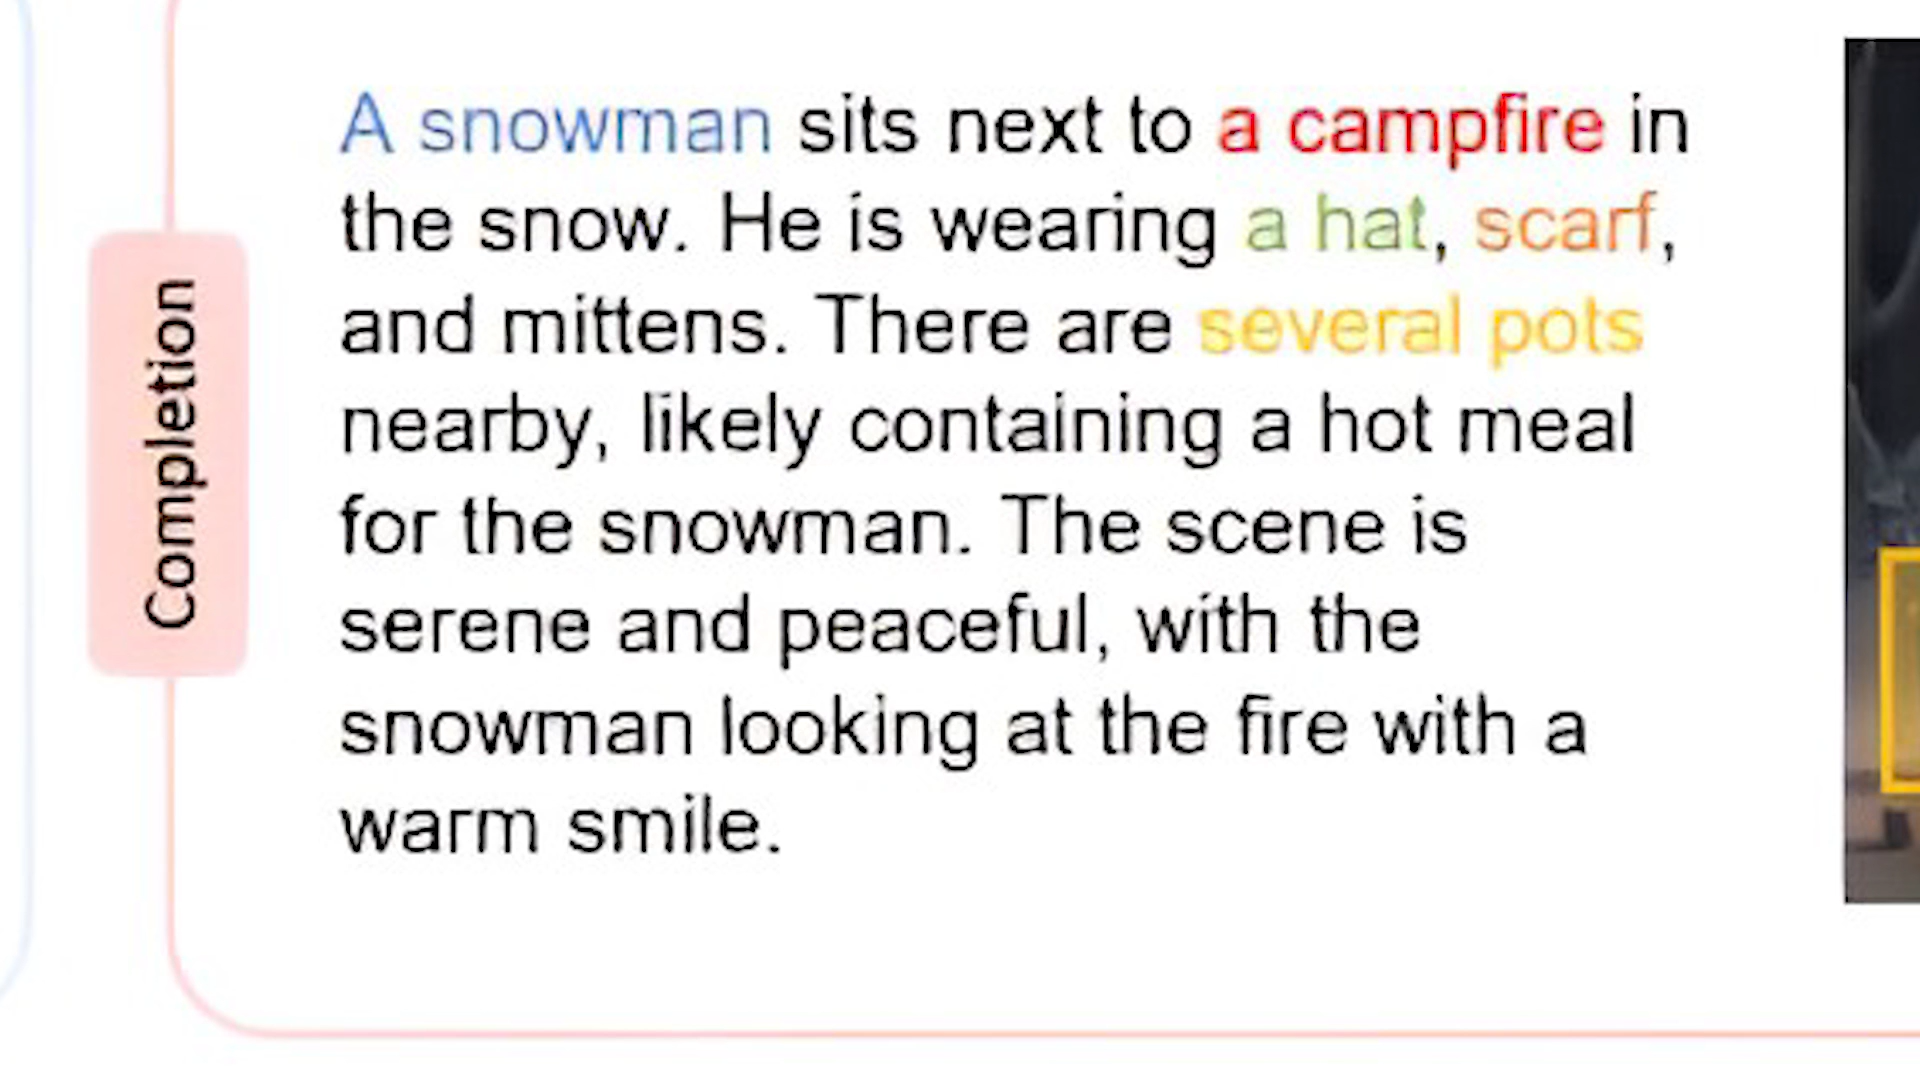 Completion
A snowman sits next to a campfire in
the snow. He is wearing a hat, scarf,
and mittens. There are several pots
nearby, likely containing a hot meal
for the snowman. The scene is
serene and peaceful, with the
snowman looking at the fire with a
warm smile.